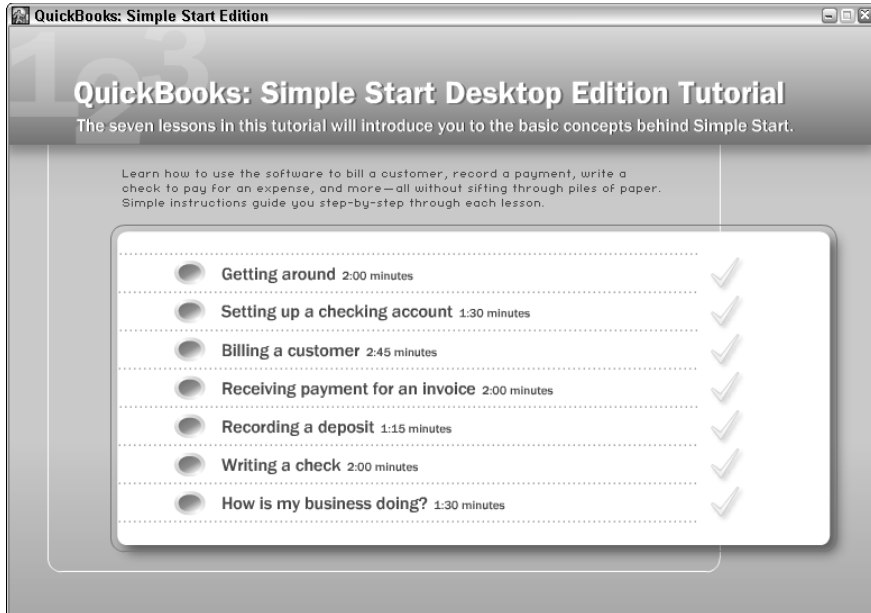 QuickBooks: Simple Start Edition
123
QuickBooks: Simple Start Desktop Edition Tutorial
The seven lessons in this tutorial will introduce you to the basic concepts behind Simple Start.
Learn how to use the software to bill a customer, record a payment, write a
check to pay for an expense, and more—all without sifting through piles of paper.
Simple instructions guide you step-by-step through each lesson.
Getting around 2:00 minutes
Setting up a checking account 1:30 minutes
Billing a customer 2:45 minutes
Receiving payment for an invoice 2:00 minutes
Recording a deposit 1:15 minutes
Writing a check 2:00 minutes
How is my business doing? 1:30 minutes